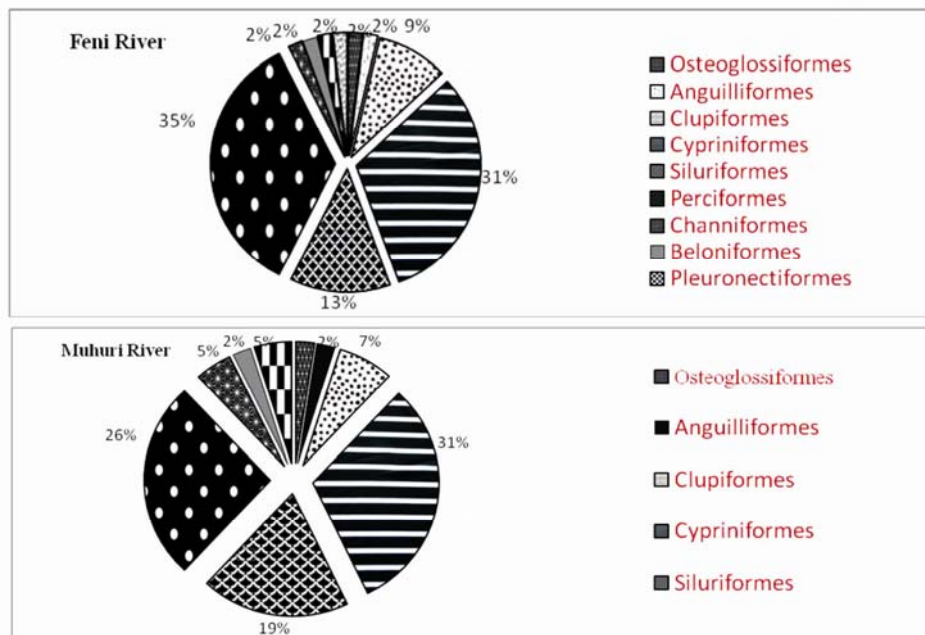 Feni River
2% 2% 2% 2% 2% 9%
35%
31%
13%
Osteoglossiformes
Anguilliformes
Clupiformes
Cypriniformes
Siluriformes
Perciformes
Channiformes
Beloniformes
Pleuronectiformes
Muhuri River
5% 2% 5% 2% 7%
26%
31%
19%
Osteoglossiformes
Anguilliformes
Clupiformes
Cypriniformes
Siluriformes